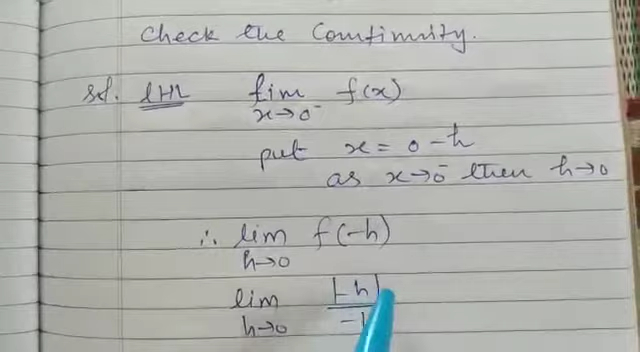 Check the Continuity.
sol. LHL lim f(x)
x→0⁻
put x = 0-h
as x→0⁻ then h→0
∴ lim f(-h)
h→0
lim |-h|
h→0